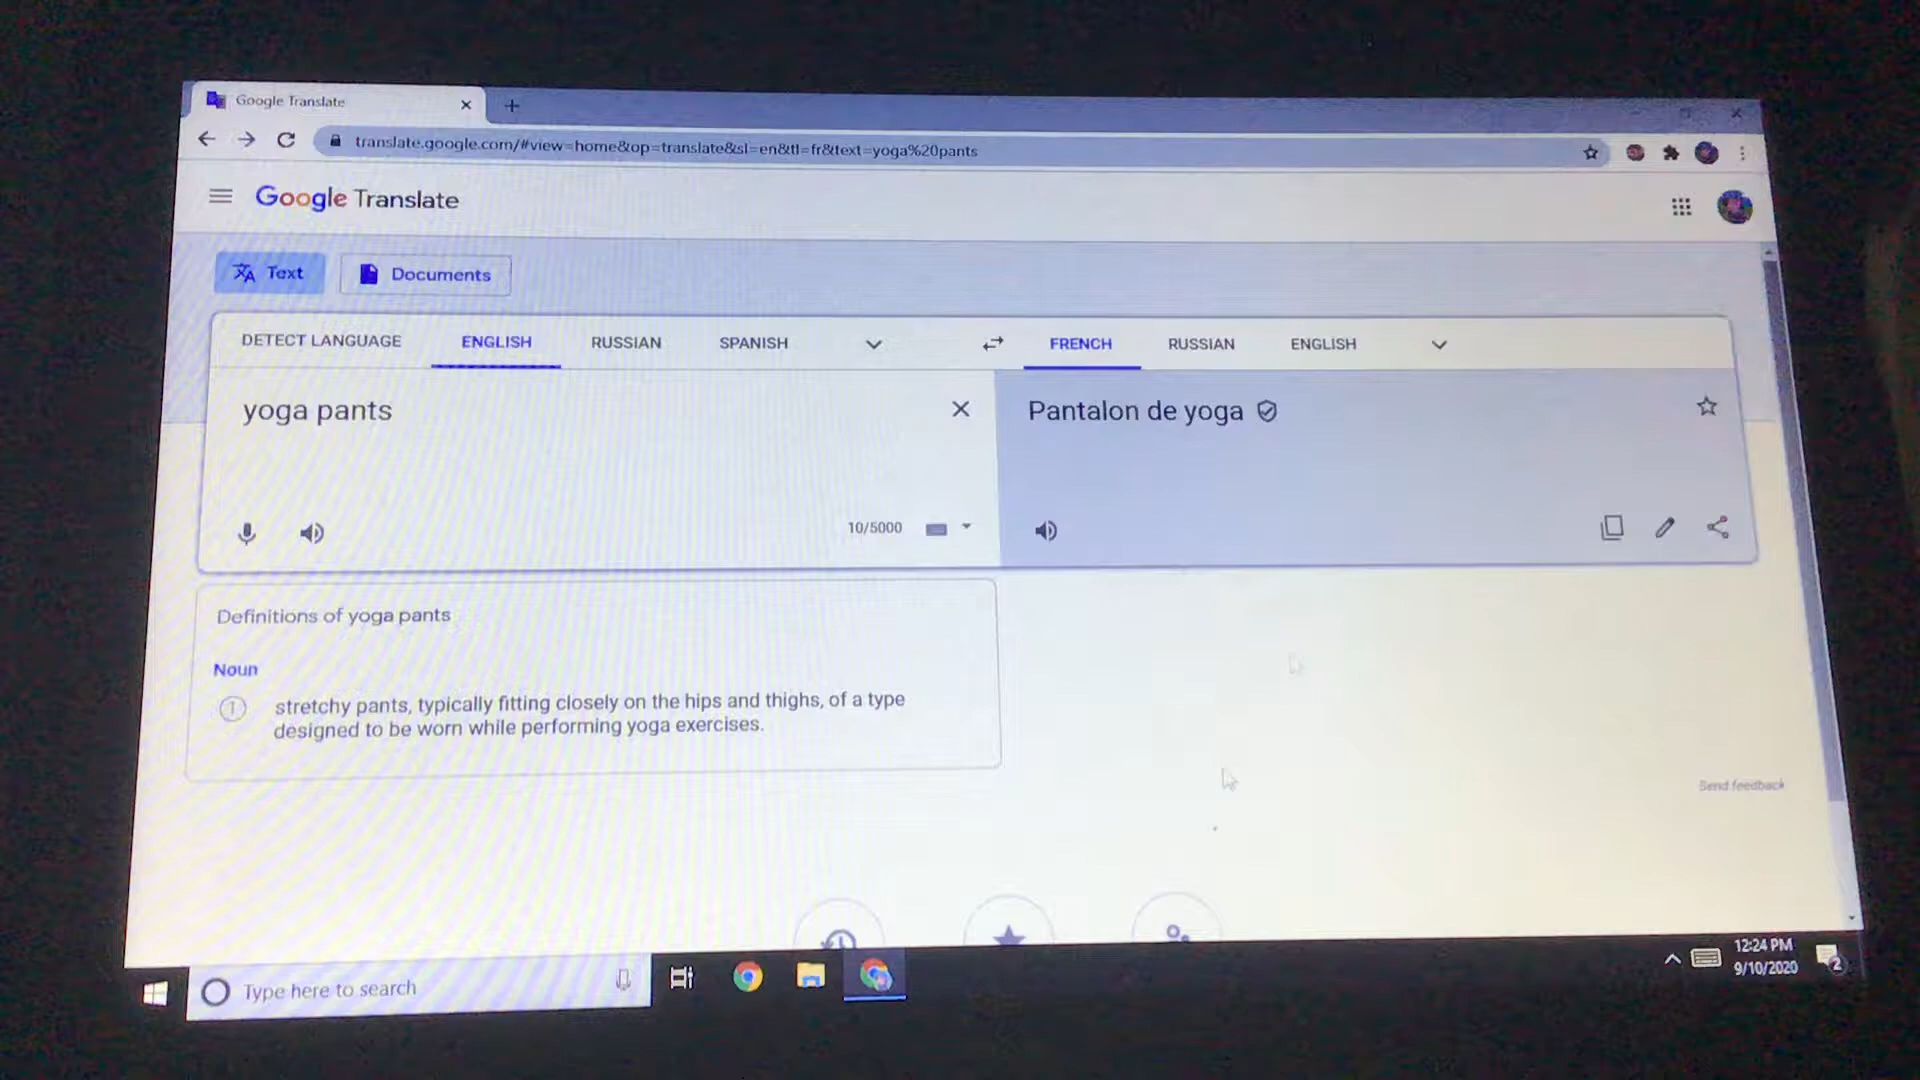 Google Translate
translate.google.com/#view=home&op=translate&sl=en&tl=fr&text=yoga%20pants
Google Translate
Text
Documents
DETECT LANGUAGE ENGLISH RUSSIAN SPANISH FRENCH RUSSIAN ENGLISH
yoga pants
Pantalon de yoga
10/5000
Definitions of yoga pants
Noun
1 stretchy pants, typically fitting closely on the hips and thighs, of a type
designed to be worn while performing yoga exercises.
Send feedback
Type here to search
12:24 PM
9/10/2020
2